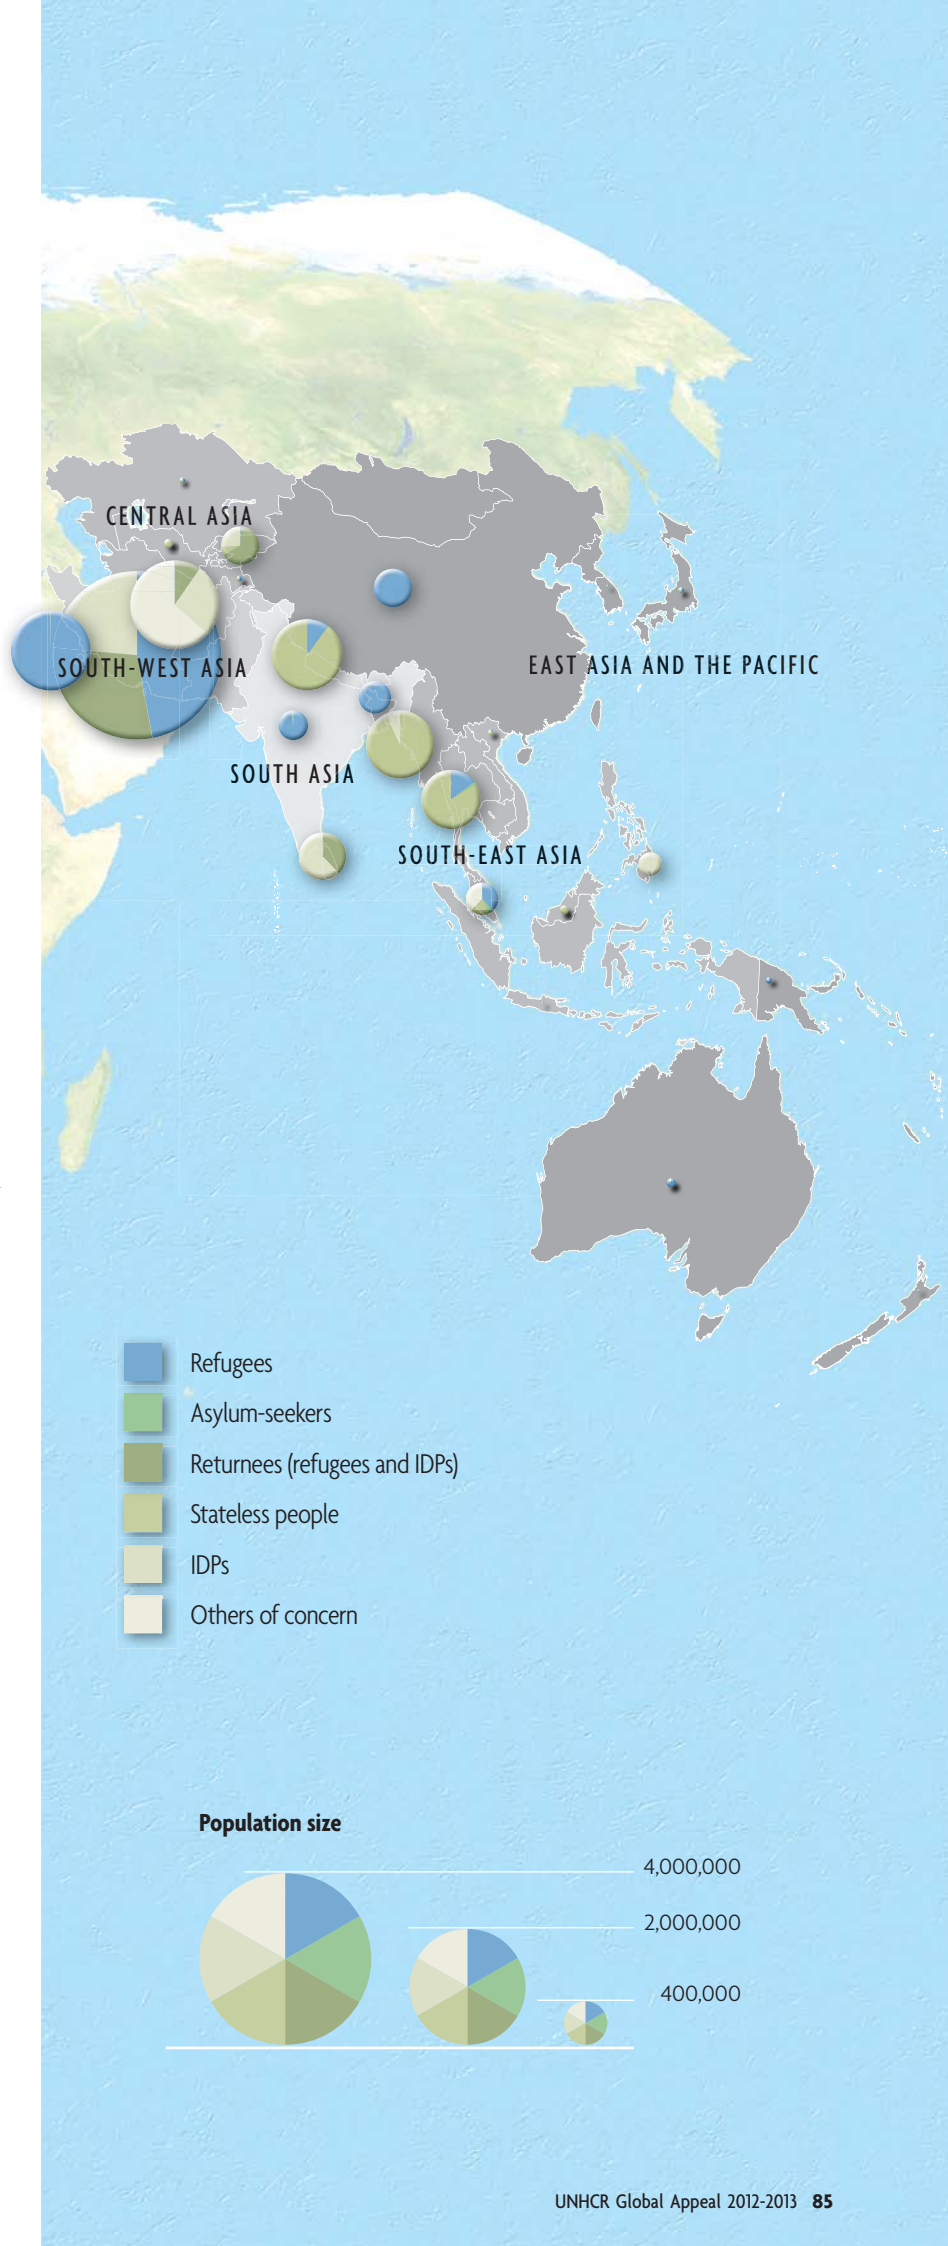 CENTRAL ASIA
SOUTH-WEST ASIA
EAST ASIA AND THE PACIFIC
SOUTH ASIA
SOUTH-EAST ASIA
Refugees
Asylum-seekers
Returnees (refugees and IDPs)
Stateless people
IDPs
Others of concern
Population size
4,000,000
2,000,000
400,000
UNHCR Global Appeal 2012-2013 85